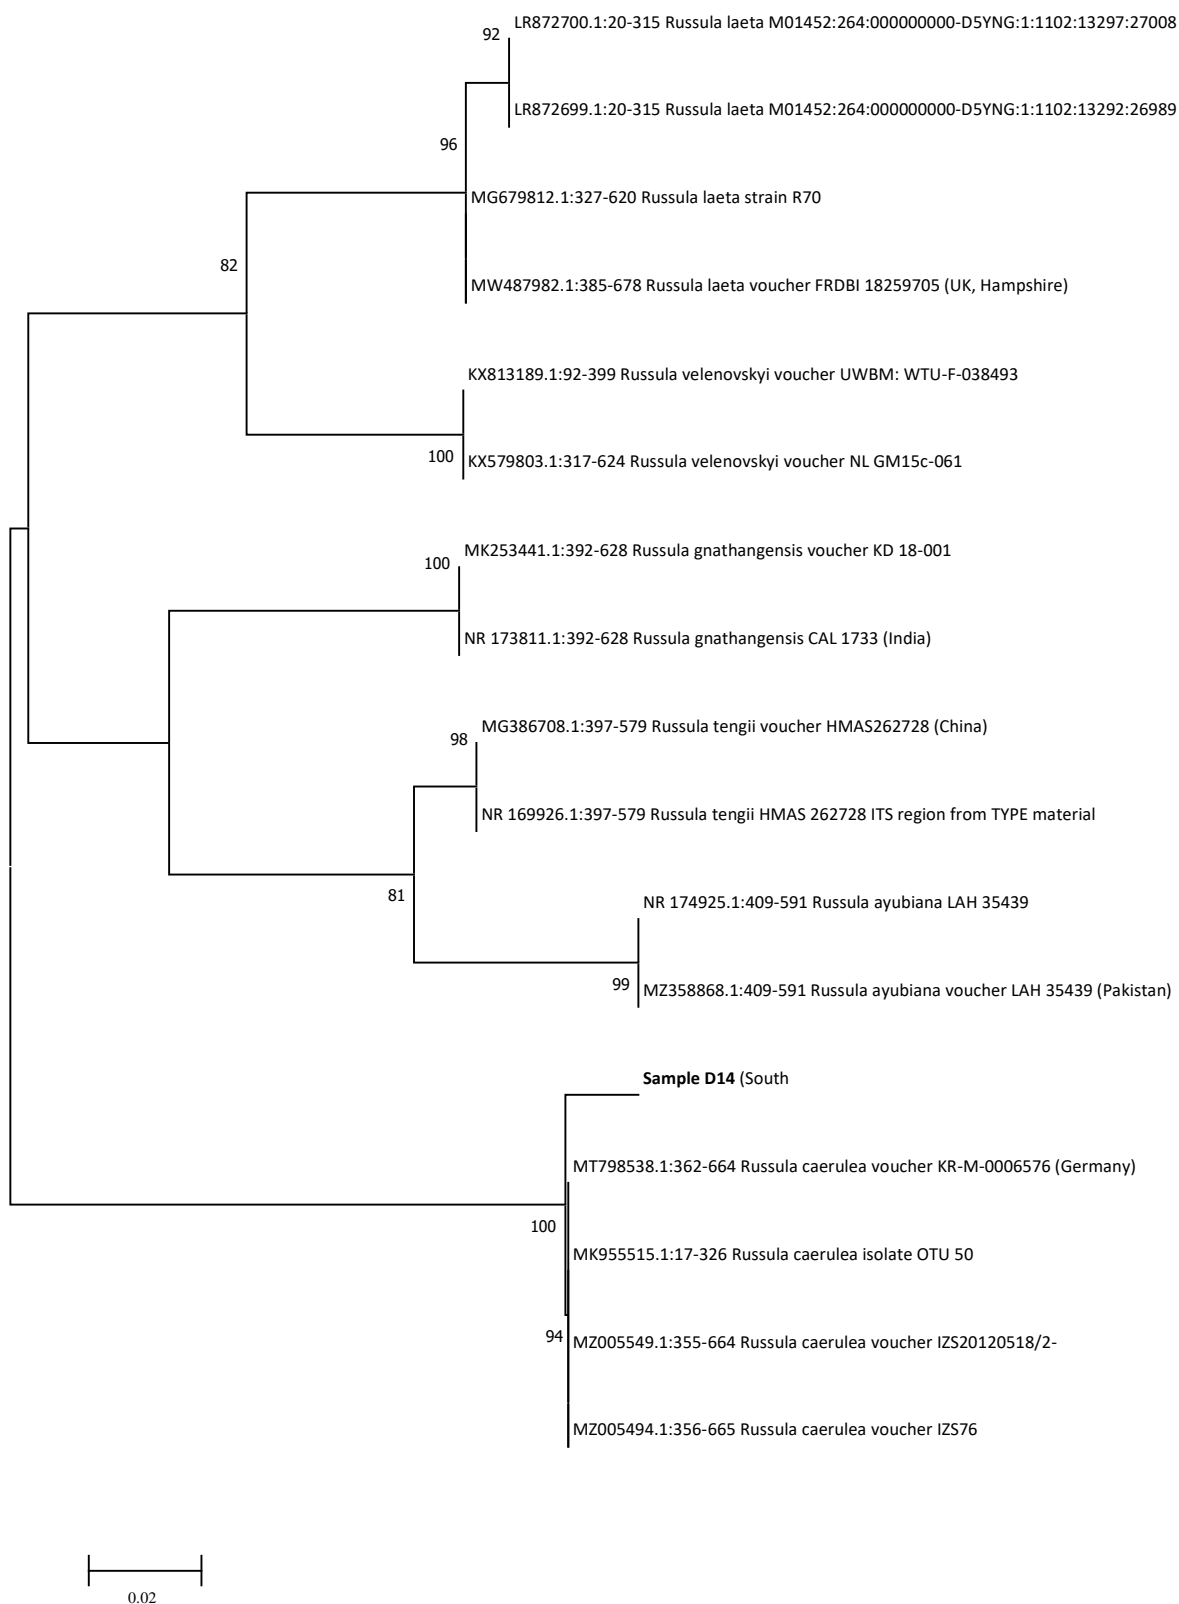 LR872700.1:20-315 Russula laeta M01452:264:000000000-D5YNG:1:1102:13297:27008
92
LR872699.1:20-315 Russula laeta M01452:264:000000000-D5YNG:1:1102:13292:26989
96
MG679812.1:327-620 Russula laeta strain R70
82
MW487982.1:385-678 Russula laeta voucher FRDBI 18259705 (UK, Hampshire)
KX813189.1:92-399 Russula velenovskyi voucher UWBM: WTU-F-038493
100
KX579803.1:317-624 Russula velenovskyi voucher NL GM15c-061
MK253441.1:392-628 Russula gnathangensis voucher KD 18-001
100
NR 173811.1:392-628 Russula gnathangensis CAL 1733 (India)
MG386708.1:397-579 Russula tengii voucher HMAS262728 (China)
98
NR 169926.1:397-579 Russula tengii HMAS 262728 ITS region from TYPE material
81
NR 174925.1:409-591 Russula ayubiana LAH 35439
99
MZ358868.1:409-591 Russula ayubiana voucher LAH 35439 (Pakistan)
Sample D14 (South
MT798538.1:362-664 Russula caerulea voucher KR-M-0006576 (Germany)
100
MK955515.1:17-326 Russula caerulea isolate OTU 50
94
MZ005549.1:355-664 Russula caerulea voucher IZS20120518/2-
MZ005494.1:356-665 Russula caerulea voucher IZS76
0.02